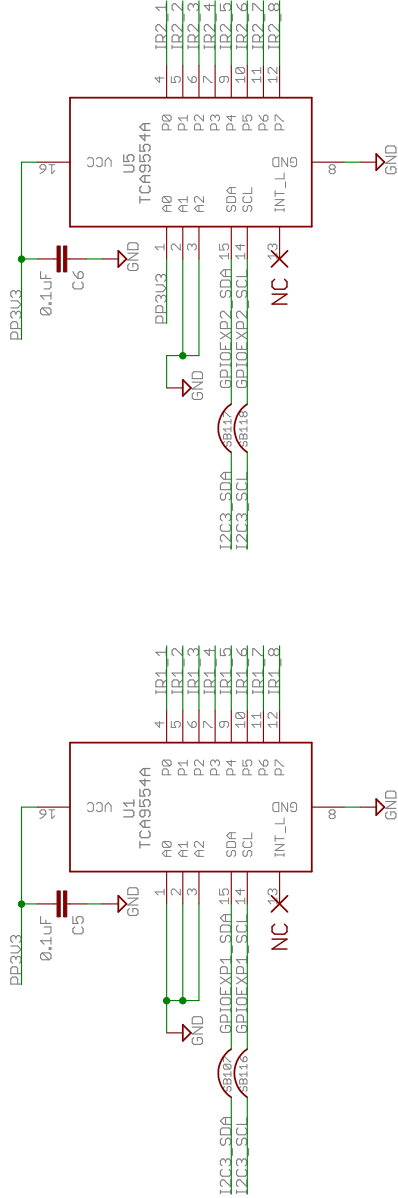 IR2_1
IR2_2
IR2_3
IR2_4
IR2_5
IR2_6
IR2_7
IR2_8
4
5
6
7
9
10
11
12
P0
P1
P2
P3
P4
P5
P6
P7
16
VCC
U5
TCA9554A
GND
8
GND
A0
A1
A2
SDA
SCL
INT_L
1
2
3
15
14
13
PP3V3
0.1uF
C6
GND
PP3V3
GND
GPIOEXP2_SDA
GPIOEXP2_SCL
NC
SB117
SB118
I2C3_SDA
I2C3_SCL
IR1_1
IR1_2
IR1_3
IR1_4
IR1_5
IR1_6
IR1_7
IR1_8
4
5
6
7
9
10
11
12
P0
P1
P2
P3
P4
P5
P6
P7
16
VCC
U1
TCA9554A
GND
8
GND
A0
A1
A2
SDA
SCL
INT_L
1
2
3
15
14
13
PP3V3
0.1uF
C5
GND
GND
GPIOEXP1_SDA
GPIOEXP1_SCL
NC
SB107
SB116
I2C3_SDA
I2C3_SCL